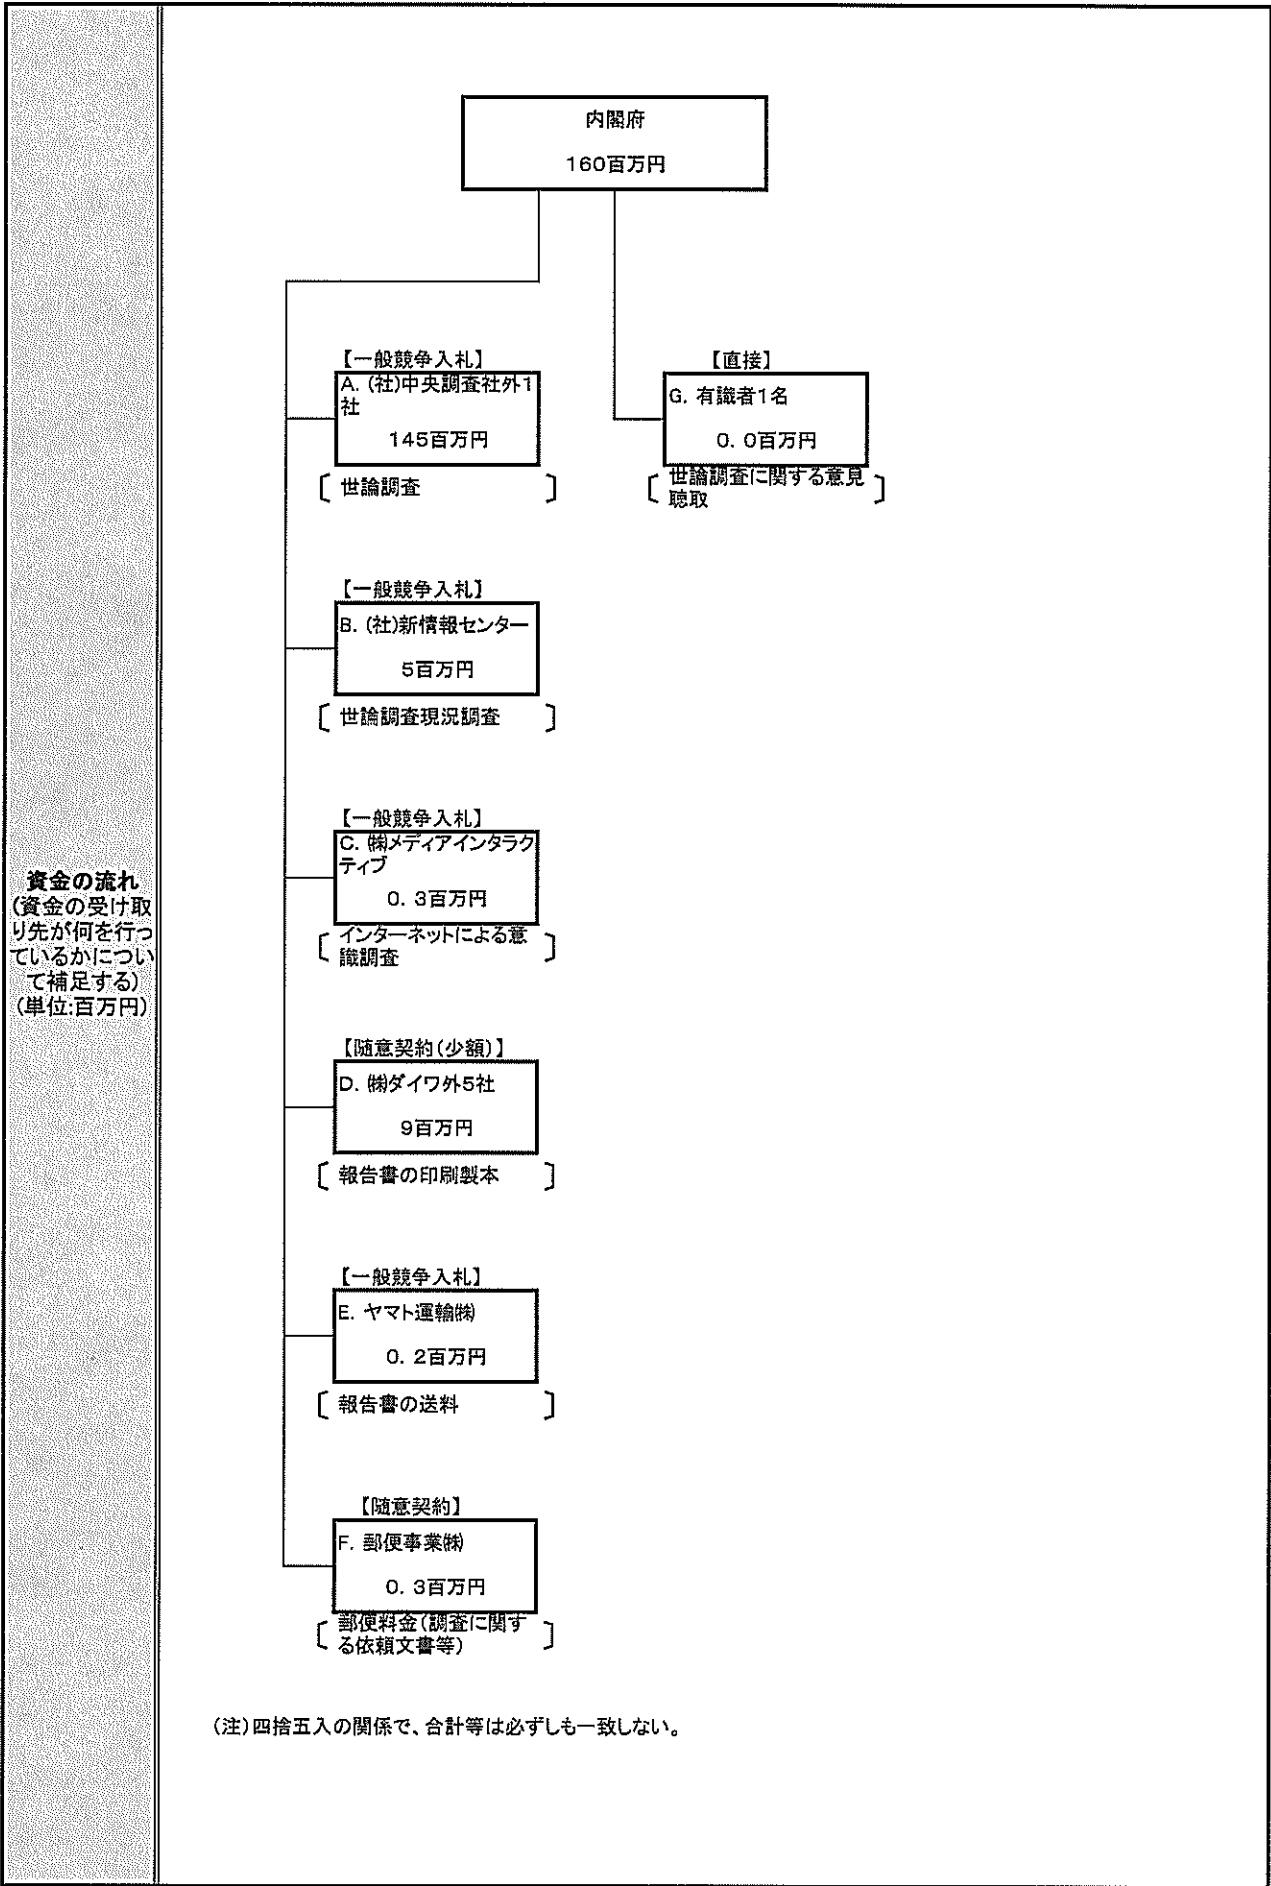 内閣府
160百万円
【一般競争入札】
A. (社)中央調査社外1
社
145百万円
世論調査
【直接】
G. 有識者1名
0. 0百万円
世論調査に関する意見
聴取
【一般競争入札】
B. (社)新情報センター
5百万円
世論調査現況調査
【一般競争入札】
C. ㈱メディアインタラク
ティブ
0. 3百万円
インターネットによる意
識調査
資金の流れ
(資金の受け取
り先が何を行っ
ているかについ
て補足する)
(単位:百万円)
【随意契約(少額)】
D. ㈱ダイワ外5社
9百万円
報告書の印刷製本
【一般競争入札】
E. ヤマト運輸㈱
0. 2百万円
報告書の送料
【随意契約】
F. 郵便事業㈱
0. 3百万円
郵便料金(調査に関す
る依頼文書等)
(注)四捨五入の関係で、合計等は必ずしも一致しない。